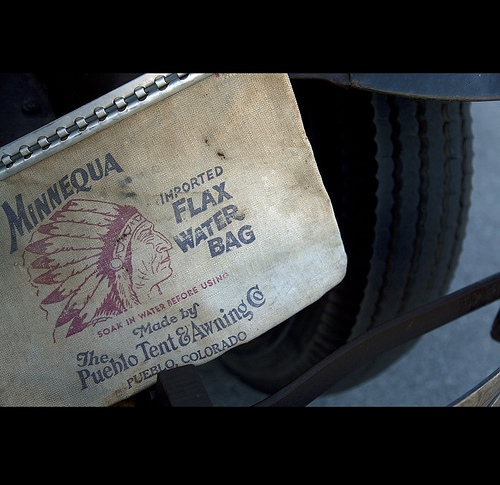 MINNEQUA
IMPORTED
FLAX
WATER
BAG
SOAK IN WATER BEFORE USING
Made by
The
Pueblo Tent & Awning Co
PUEBLO, COLORADO